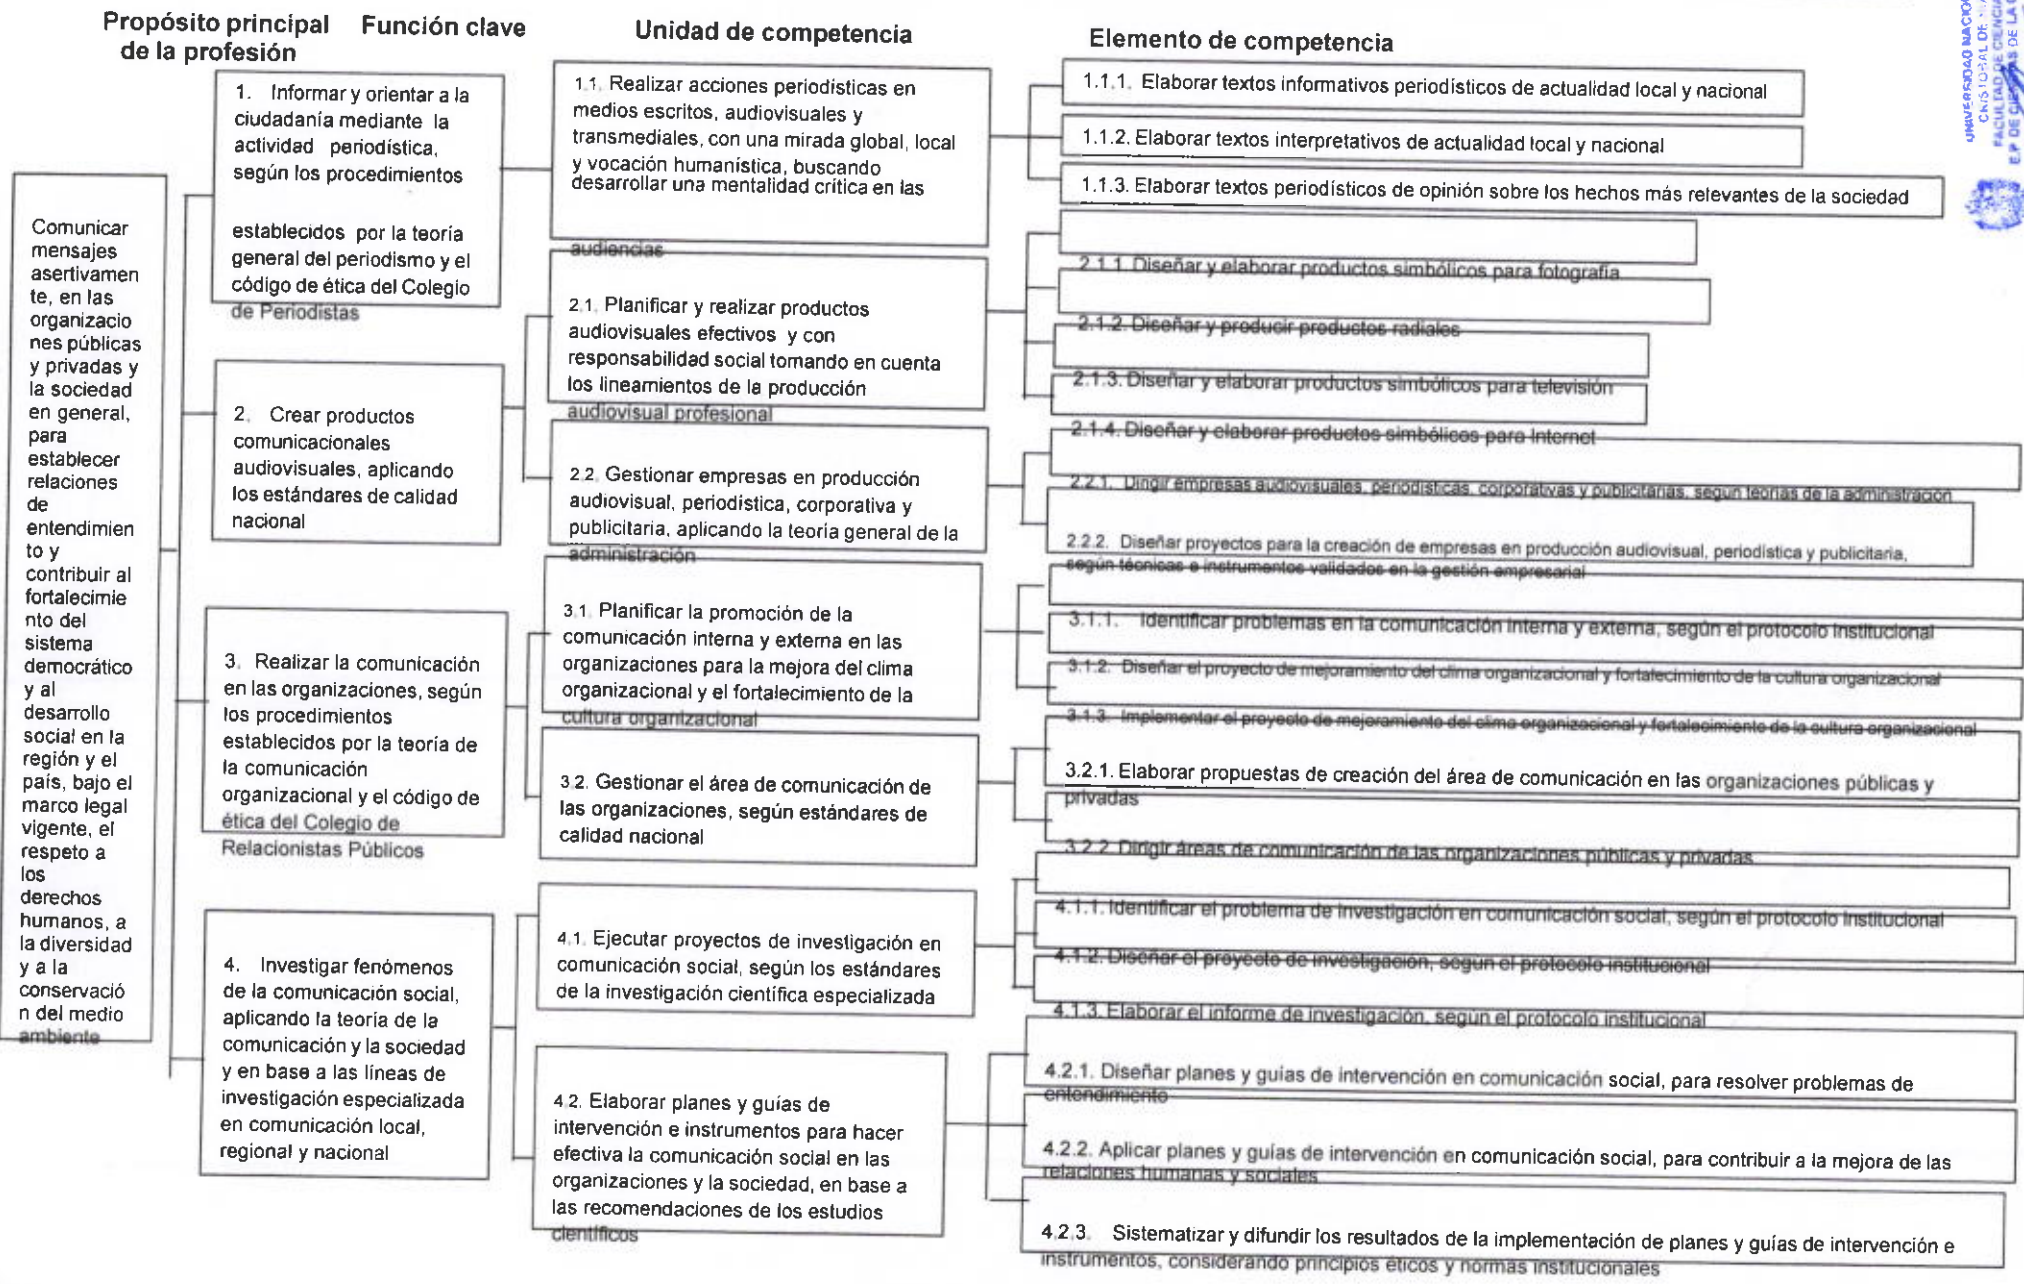 Propósito principal
de la profesión
Función clave
Unidad de competencia
Elemento de competencia
Comunicar
mensajes
asertivamen
te, en las
organizacio
nes públicas
y privadas y
la sociedad
en general,
para
establecer
relaciones
de
entendimien
to y
contribuir al
fortalecimie
nto del
sistema
democrático
y al
desarrollo
social en la
región y el
país, bajo el
marco legal
vigente, el
respeto a
los
derechos
humanos, a
la diversidad
y a la
conservació
n del medio
ambiente
1. Informar y orientar a la
ciudadanía mediante la
actividad periodística,
según los procedimientos
establecidos por la teoría
general del periodismo y el
código de ética del Colegio
de Periodistas
2. Crear productos
comunicacionales
audiovisuales, aplicando
los estándares de calidad
nacional
3. Realizar la comunicación
en las organizaciones, según
los procedimientos
establecidos por la teoría de
la comunicación
organizacional y el código de
ética del Colegio de
Relacionistas Públicos
4. Investigar fenómenos
de la comunicación social,
aplicando la teoría de la
comunicación y la sociedad
y en base a las líneas de
investigación especializada
en comunicación local,
regional y nacional
1.1. Realizar acciones periodísticas en
medios escritos, audiovisuales y
transmediales, con una mirada global, local
y vocación humanística, buscando
desarrollar una mentalidad crítica en las
audiencias
2.1. Planificar y realizar productos
audiovisuales efectivos y con
responsabilidad social tomando en cuenta
los lineamientos de la producción
audiovisual profesional
2.2. Gestionar empresas en producción
audiovisual, periodística, corporativa y
publicitaria, aplicando la teoría general de la
administración
3.1. Planificar la promoción de la
comunicación interna y externa en las
organizaciones para la mejora del clima
organizacional y el fortalecimiento de la
cultura organizacional
3.2. Gestionar el área de comunicación de
las organizaciones, según estándares de
calidad nacional
4.1. Ejecutar proyectos de investigación en
comunicación social, según los estándares
de la investigación científica especializada
4.2. Elaborar planes y guías de
intervención e instrumentos para hacer
efectiva la comunicación social en las
organizaciones y la sociedad, en base a
las recomendaciones de los estudios
científicos
1.1.1. Elaborar textos informativos periodísticos de actualidad local y nacional
1.1.2. Elaborar textos interpretativos de actualidad local y nacional
1.1.3. Elaborar textos periodísticos de opinión sobre los hechos más relevantes de la sociedad
2.1.1. Diseñar y elaborar productos simbólicos para fotografía
2.1.2. Diseñar y producir productos radiales
2.1.3. Diseñar y elaborar productos simbólicos para televisión
2.1.4. Diseñar y elaborar productos simbólicos para Internet
2.2.1. Dirigir empresas audiovisuales, periodísticas, corporativas y publicitarias, según teorías de la administración
2.2.2. Diseñar proyectos para la creación de empresas en producción audiovisual, periodística y publicitaria,
según técnicas e instrumentos validados en la gestión empresarial
3.1.1. Identificar problemas en la comunicación interna y externa, según el protocolo institucional
3.1.2. Diseñar el proyecto de mejoramiento del clima organizacional y fortalecimiento de la cultura organizacional
3.1.3. Implementar el proyecto de mejoramiento del clima organizacional y fortalecimiento de la cultura organizacional
3.2.1. Elaborar propuestas de creación del área de comunicación en las organizaciones públicas y
privadas
3.2.2. Dirigir áreas de comunicación de las organizaciones públicas y privadas
4.1.1. Identificar el problema de investigación en comunicación social, según el protocolo institucional
4.1.2. Diseñar el proyecto de investigación, según el protocolo institucional
4.1.3. Elaborar el informe de investigación, según el protocolo institucional
4.2.1. Diseñar planes y guías de intervención en comunicación social, para resolver problemas de
entendimiento
4.2.2. Aplicar planes y guías de intervención en comunicación social, para contribuir a la mejora de las
relaciones humanas y sociales
4.2.3. Sistematizar y difundir los resultados de la implementación de planes y guías de intervención e
instrumentos, considerando principios éticos y normas institucionales
UNIVERSIDAD
FACULTAD DE
E.P DE
DE LA